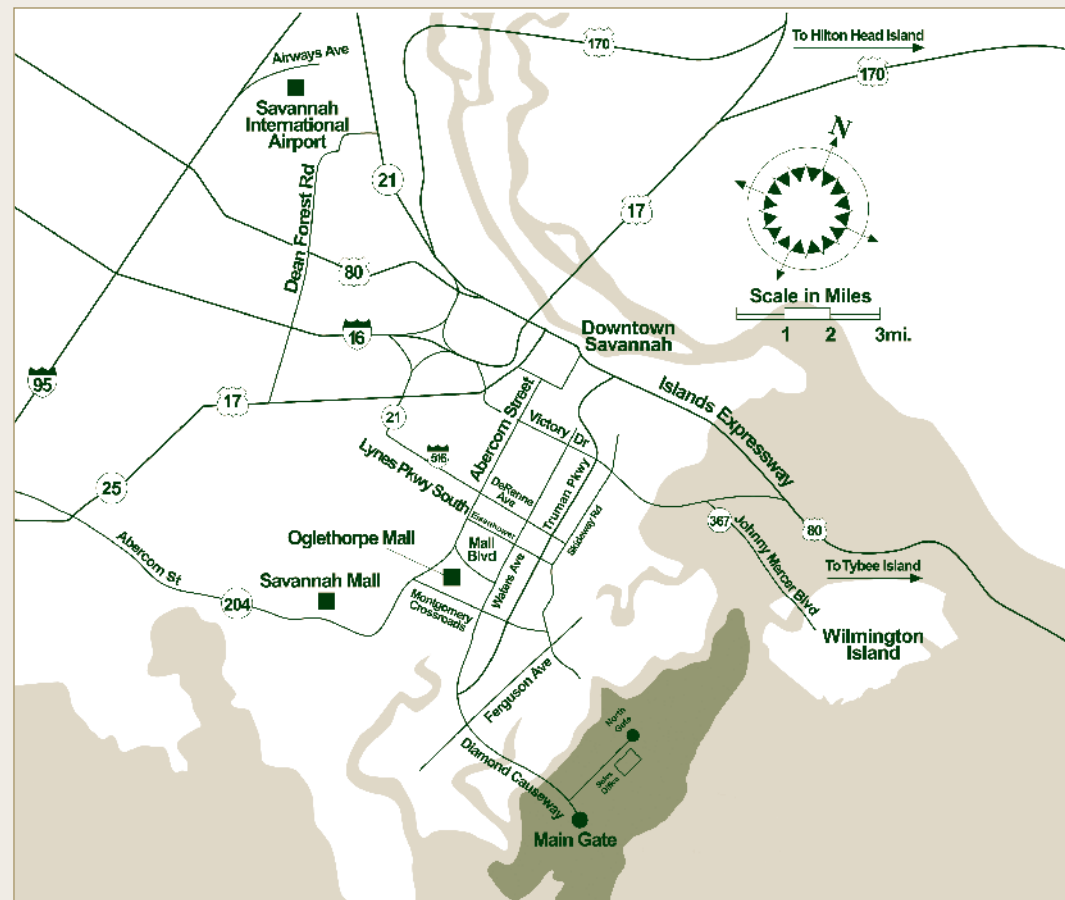 170
To Hilton Head Island
170
Airways Ave
Savannah
International
Airport
N
21
Dean Forest Rd
17
80
Scale in Miles
1 2 3mi.
16
Downtown
Savannah
95
17
21
Islands Expressway
Abercorn Street
Victory Dr
516
Lynes Pkwy South
25
DeRenne
Ave
Truman Pkwy
Skidaway Rd
Eisenhower
367
Johnny Mercer Blvd
80
Abercorn St
Oglethorpe Mall
Mall
Blvd
To Tybee Island
Savannah Mall
Waters Ave
204
Montgomery
Crossroads
Wilmington
Island
Ferguson Ave
North
Gate
Diamond Causeway
Sales
Office
Main Gate